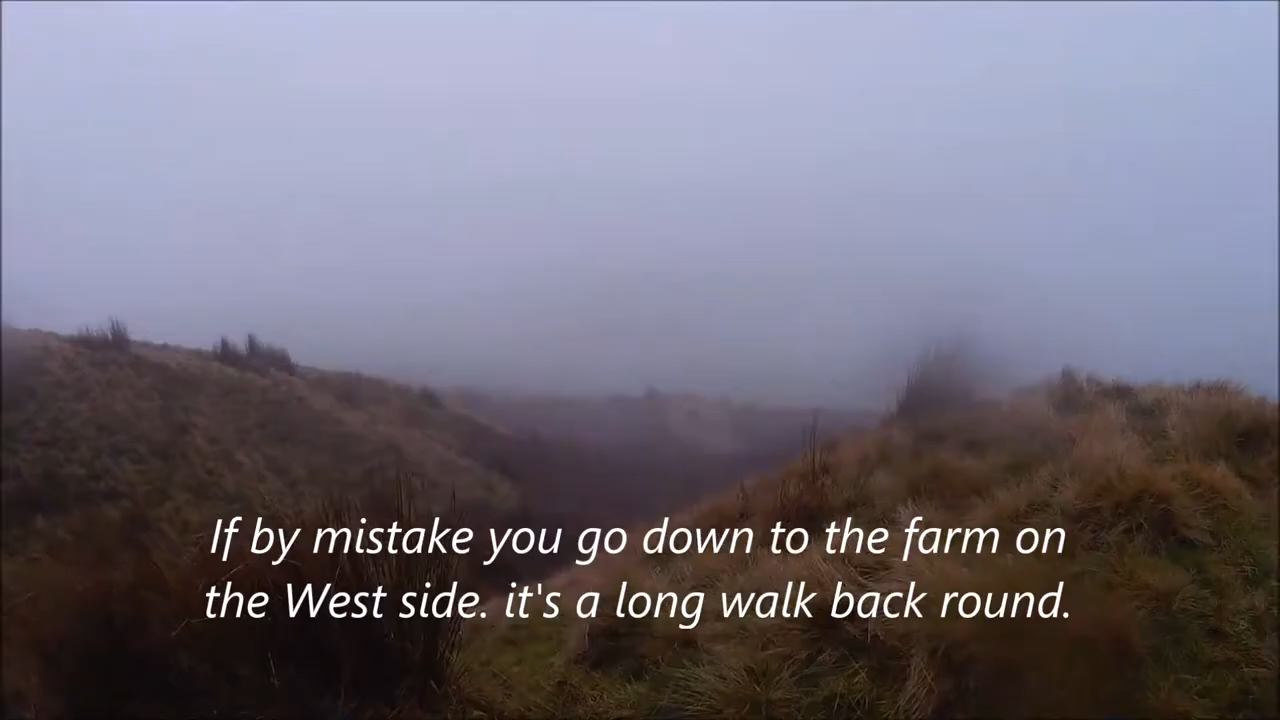 If by mistake you go down to the farm on
the West side. it's a long walk back round.